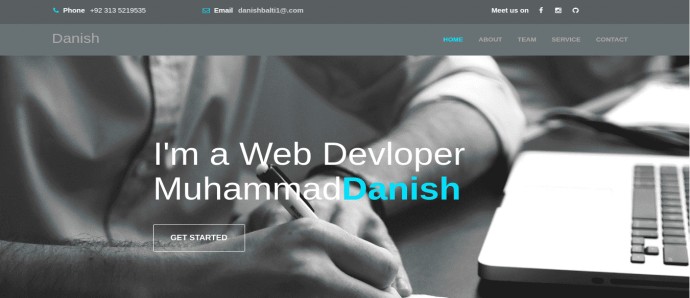 Phone +92 313 5219535 Email danishbalti1@.com Meet us on
Danish HOME ABOUT TEAM SERVICE CONTACT
I'm a Web Devloper
MuhammadDanish
GET STARTED